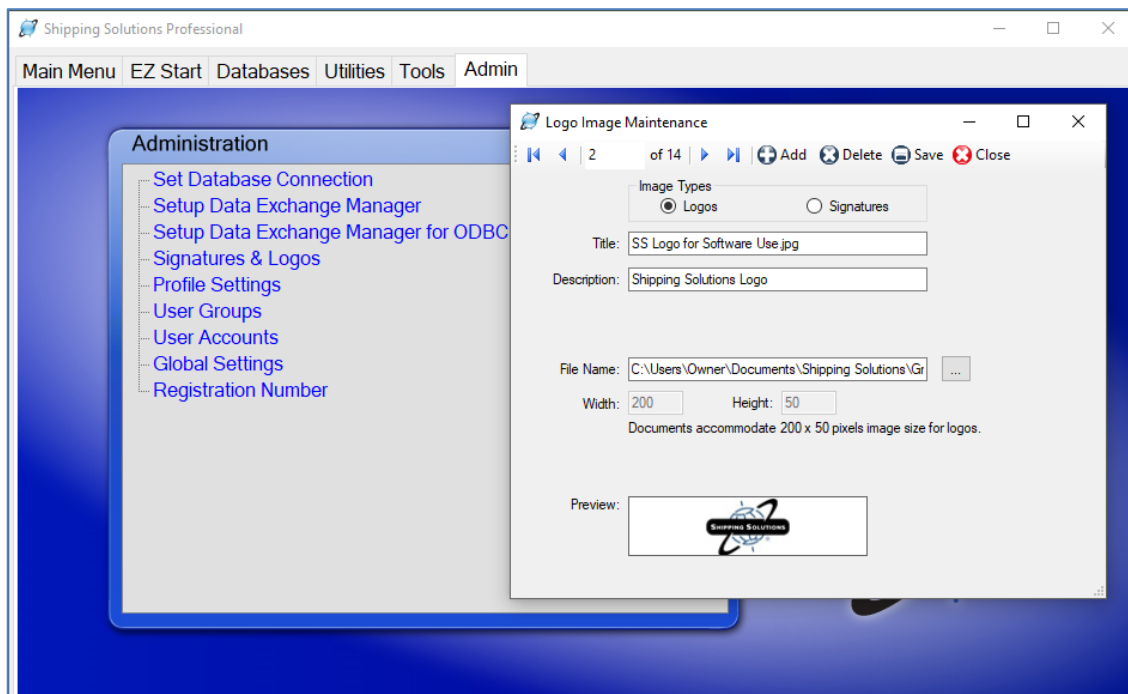 Shipping Solutions Professional
Main Menu EZ Start Databases Utilities Tools Admin
Administration
Set Database Connection
Setup Data Exchange Manager
Setup Data Exchange Manager for ODBC
Signatures & Logos
Profile Settings
User Groups
User Accounts
Global Settings
Registration Number
Logo Image Maintenance
2 of 14 Add Delete Save Close
Image Types
Logos Signatures
Title: SS Logo for Software Use.jpg
Description: Shipping Solutions Logo
File Name: C:\Users\Owner\Documents\Shipping Solutions\Gr ...
Width: 200 Height: 50
Documents accommodate 200 x 50 pixels image size for logos.
Preview:
SHIPPING SOLUTIONS